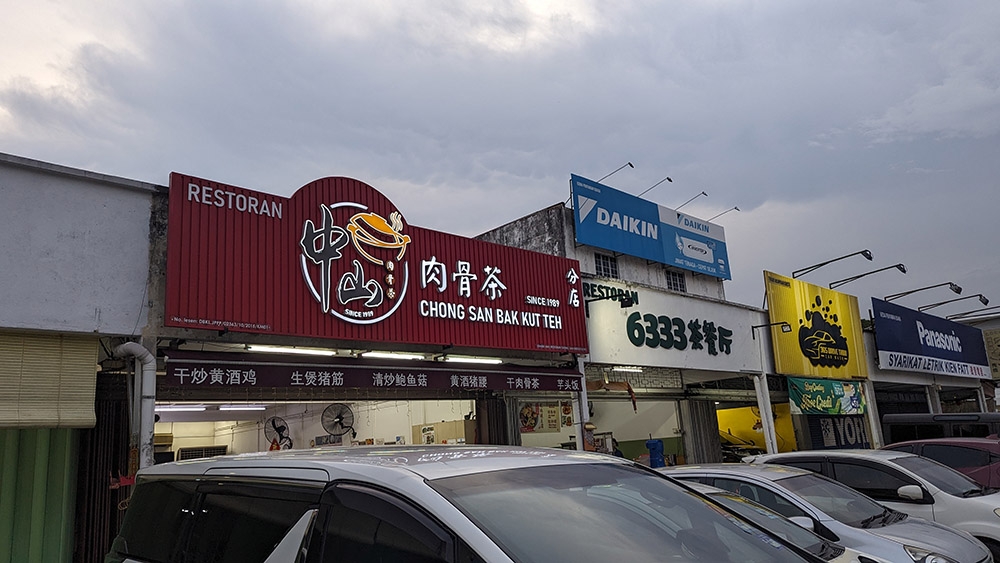 RESTORAN
中山
肉骨茶
SINCE 1989
肉骨茶
CHONG SAN BAK KUT TEH
SINCE 1989
分店
干炒黄酒鸡 生煲猪筋 清炒鲍鱼菇 黄酒猪腰 干肉骨茶 芋头饭
RESTORAN
6333茶餐厅
DAIKIN
DAIKIN
Panasonic
SYARIKAT LETRIK KIEN FATT